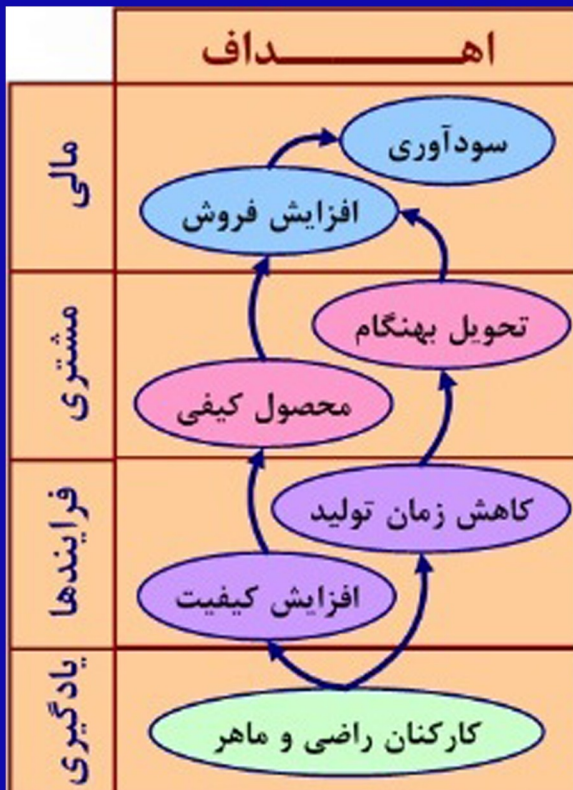 اهــــــداف
مالی
سودآوری
افزایش فروش
مشتری
تحویل بهنگام
محصول کیفی
فرایندها
کاهش زمان تولید
افزایش کیفیت
یادگیری
کارکنان راضی و ماهر